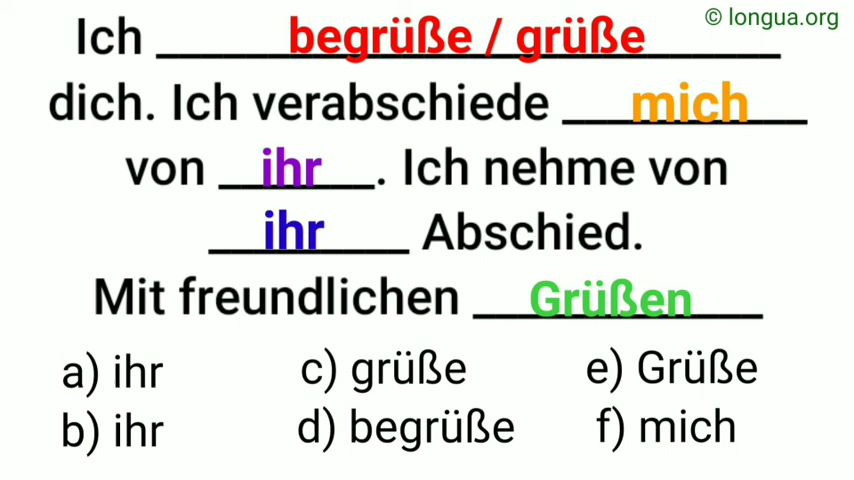 © longua.org
Ich begrüße / grüße
dich. Ich verabschiede mich
von ihr. Ich nehme von
ihr Abschied.
Mit freundlichen Grüßen
a) ihr c) grüße e) Grüße
b) ihr d) begrüße f) mich